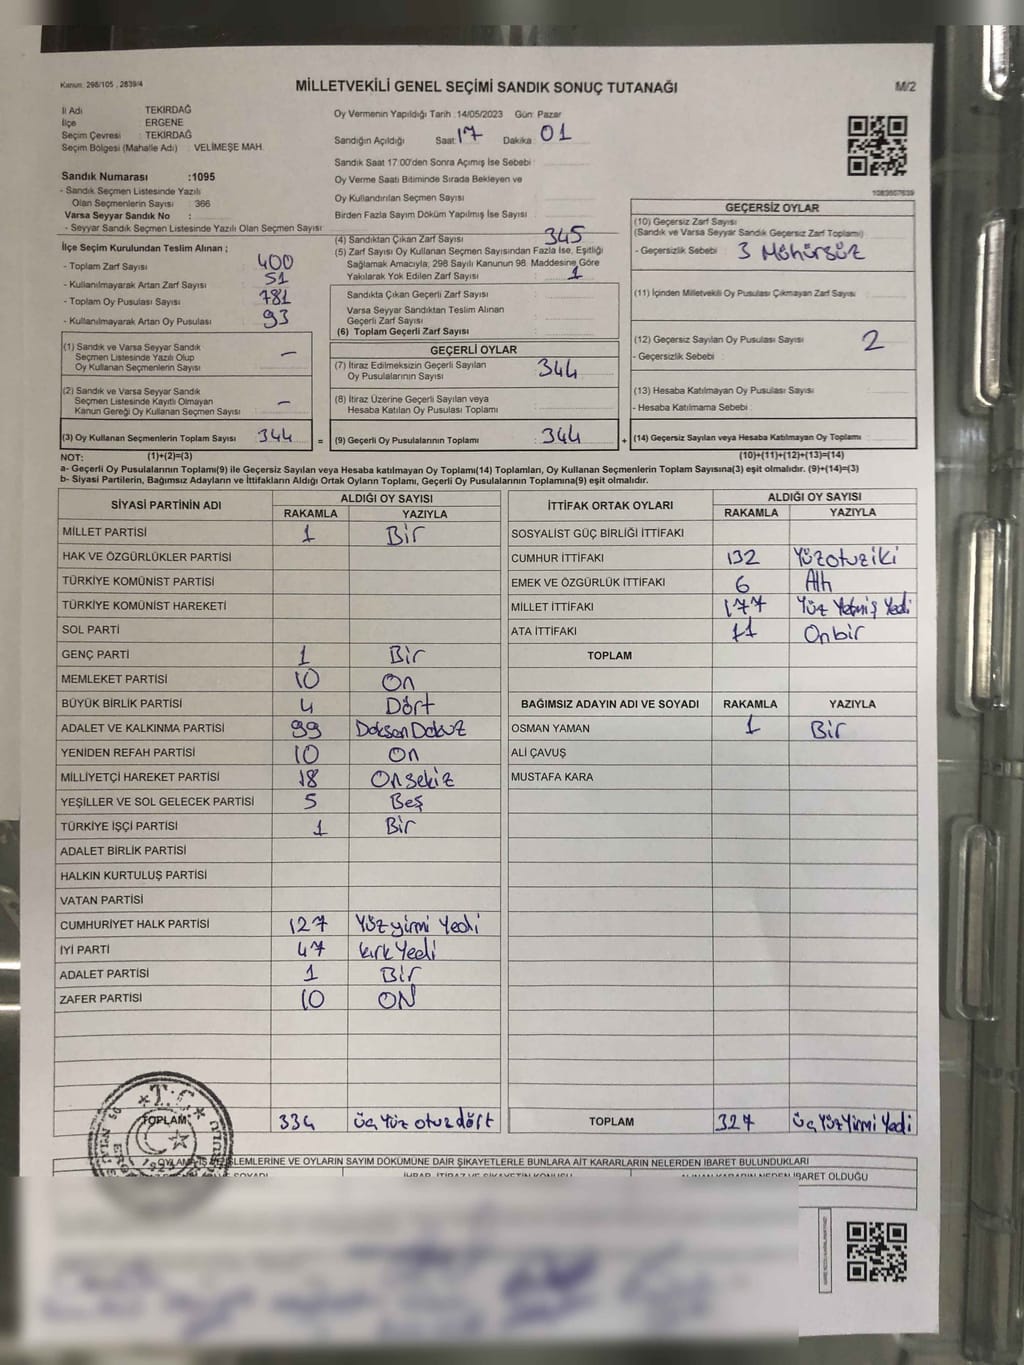 Kanun: 298/105 , 2839/4
MİLLETVEKİLİ GENEL SEÇİMİ SANDIK SONUÇ TUTANAĞI
M/2
İl Adı TEKİRDAĞ
İlçe ERGENE
Seçim Çevresi : TEKİRDAĞ
Seçim Bölgesi (Mahalle Adı) : VELİMEŞE MAH.
Sandık Numarası :1095
- Sandık Seçmen Listesinde Yazılı
Olan Seçmenlerin Sayısı : 366
Varsa Seyyar Sandık No :
- Seyyar Sandık Seçmen Listesinde Yazılı Olan Seçmen Sayısı
İlçe Seçim Kurulundan Teslim Alınan ;
- Toplam Zarf Sayısı 400
- Kullanılmayarak Artan Zarf Sayısı 51
- Toplam Oy Pusulası Sayısı 781
- Kullanılmayarak Artan Oy Pusulası 93
(1) Sandık ve Varsa Seyyar Sandık
Seçmen Listesinde Yazılı Olup
Oy Kullanan Seçmenlerin Sayısı –
(2) Sandık ve Varsa Seyyar Sandık
Seçmen Listesinde Kayıtlı Olmayan
Kanun Gereği Oy Kullanan Seçmen Sayısı –
(3) Oy Kullanan Seçmenlerin Toplam Sayısı 344
Oy Vermenin Yapıldığı Tarih :14/05/2023 Gün: Pazar
Sandığın Açıldığı Saat: 17 Dakika 01
Sandık Saat 17:00'den Sonra Açımış İse Sebebi
Oy Verme Saati Bitiminde Sırada Bekleyen ve
Oy Kullandırılan Seçmen Sayısı
Birden Fazla Sayım Döküm Yapılmış İse Sayısı
(4) Sandıktan Çıkan Zarf Sayısı 345
(5) Zarf Sayısı Oy Kullanan Seçmen Sayısından Fazla İse, Eşitliği
Sağlamak Amacıyla, 298 Sayılı Kanunun 98. Maddesine Göre
Yakılarak Yok Edilen Zarf Sayısı 1
Sandıkta Çıkan Geçerli Zarf Sayısı
Varsa Seyyar Sandıktan Teslim Alınan
Geçerli Zarf Sayısı
(6) Toplam Geçerli Zarf Sayısı
GEÇERLİ OYLAR
(7) İtiraz Edilmeksizin Geçerli Sayılan
Oy Pusulalarının Sayısı 344
(8) İtiraz Üzerine Geçerli Sayılan veya
Hesaba Katılan Oy Pusulası Toplamı
= (9) Geçerli Oy Pusulalarının Toplamı 344 +
1083807639
GEÇERSİZ OYLAR
(10) Geçersiz Zarf Sayısı
(Sandık ve Varsa Seyyar Sandık Geçersiz Zarf Toplamı)
- Geçersizlik Sebebi : 3 Mühürsüz
(11) İçinden Milletvekili Oy Pusulası Çıkmayan Zarf Sayısı
(12) Geçersiz Sayılan Oy Pusulası Sayısı 2
- Geçersizlik Sebebi :
(13) Hesaba Katılmayan Oy Pusulası Sayısı
- Hesaba Katılmama Sebebi :
(14) Geçersiz Sayılan veya Hesaba Katılmayan Oy Toplamı
NOT: (1)+(2)=(3) (10)+(11)+(12)+(13)=(14)
a- Geçerli Oy Pusulalarının Toplamı(9) ile Geçersiz Sayılan veya Hesaba katılmayan Oy Toplamı(14) Toplamları, Oy Kullanan Seçmenlerin Toplam Sayısına(3) eşit olmalıdır. (9)+(14)=(3)
b- Siyasi Partilerin, Bağımsız Adayların ve İttifakların Aldığı Ortak Oyların Toplamı, Geçerli Oy Pusulalarının Toplamına(9) eşit olmalıdır.
SİYASİ PARTİNİN ADI ALDIĞI OY SAYISI
RAKAMLA YAZIYLA
MİLLET PARTİSİ 1 Bir
HAK VE ÖZGÜRLÜKLER PARTİSİ
TÜRKİYE KOMÜNİST PARTİSİ
TÜRKİYE KOMÜNİST HAREKETİ
SOL PARTİ
GENÇ PARTİ 1 Bir
MEMLEKET PARTİSİ 10 On
BÜYÜK BİRLİK PARTİSİ 4 Dört
ADALET VE KALKINMA PARTİSİ 99 Doksan Dokuz
YENİDEN REFAH PARTİSİ 10 On
MİLLİYETÇİ HAREKET PARTİSİ 18 Onsekiz
YEŞİLLER VE SOL GELECEK PARTİSİ 5 Beş
TÜRKİYE İŞÇİ PARTİSİ 1 Bir
ADALET BİRLİK PARTİSİ
HALKIN KURTULUŞ PARTİSİ
VATAN PARTİSİ
CUMHURİYET HALK PARTİSİ 127 Yüz yirmi Yedi
İYİ PARTİ 47 kırk Yedi
ADALET PARTİSİ 1 Bir
ZAFER PARTİSİ 10 ON
TOPLAM 334 üç Yüz otuz dört
İTTİFAK ORTAK OYLARI ALDIĞI OY SAYISI
RAKAMLA YAZIYLA
SOSYALİST GÜÇ BİRLİĞİ İTTİFAKI
CUMHUR İTTİFAKI 132 Yüzotuziki
EMEK VE ÖZGÜRLÜK İTTİFAKI 6 Altı
MİLLET İTTİFAKI 177 Yüz Yetmiş Yedi
ATA İTTİFAKI 11 Onbir
TOPLAM
BAĞIMSIZ ADAYIN ADI VE SOYADI RAKAMLA YAZIYLA
OSMAN YAMAN 1 Bir
ALİ ÇAVUŞ
MUSTAFA KARA
TOPLAM 327 üç Yüz Yirmi Yedi
T.C.
İŞLEMLERİNE VE OYLARIN SAYIM DÖKÜMÜNE DAİR ŞİKAYETLERLE BUNLARA AİT KARARLARIN NELERDEN İBARET BULUNDUKLARI
SOYADI İHBAR, İTİRAZ VE ŞİKAYETİN KONUSU ALINAN KARARIN NEDEN İBARET OLDUĞU